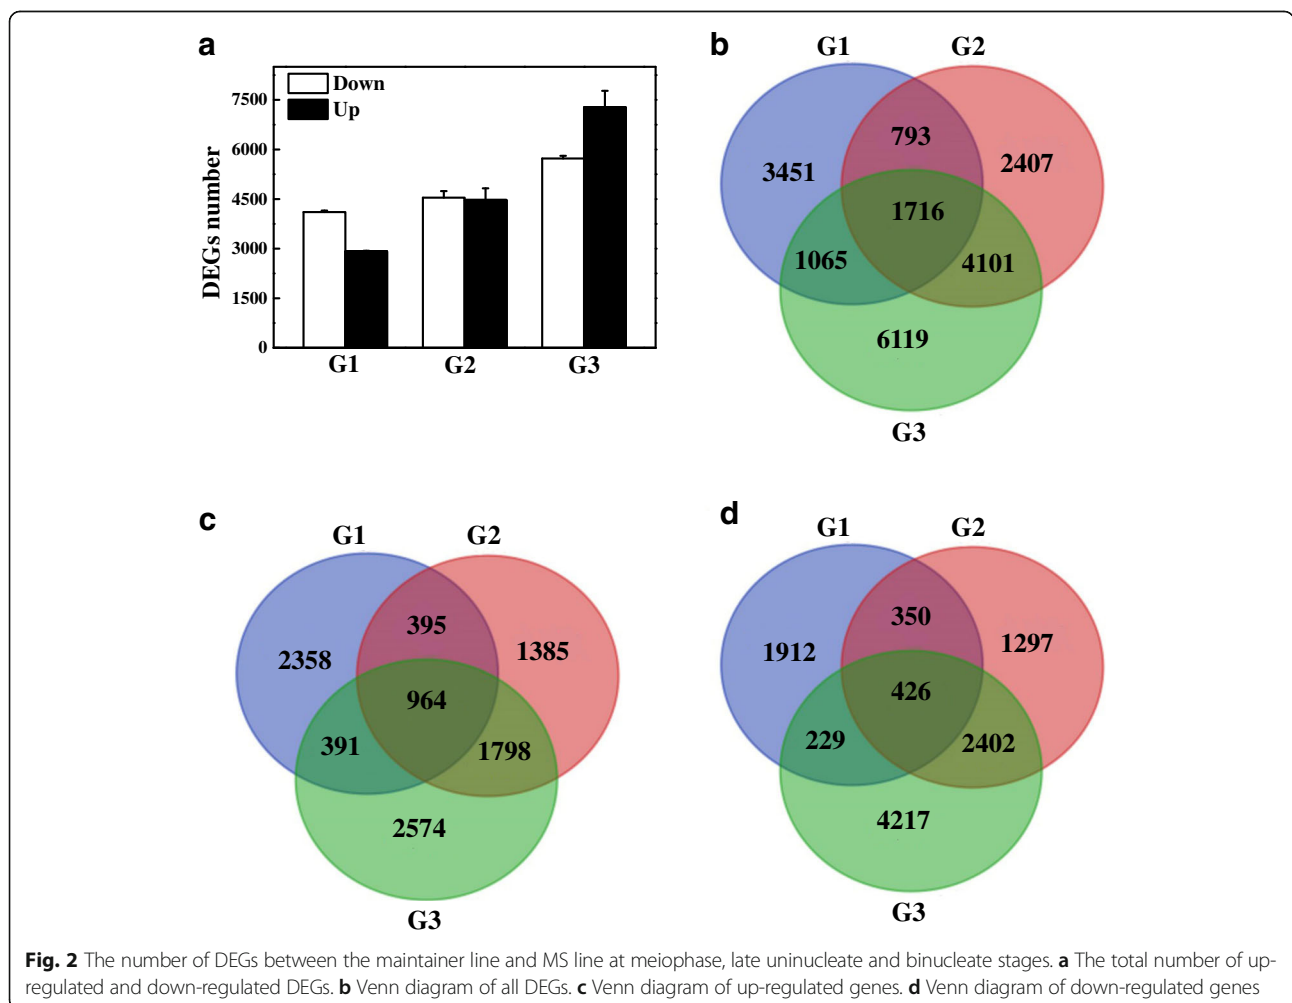 a
Down
Up
DEGs number
7500
6000
4500
3000
1500
0
G1
G2
G3
b
G1
G2
793
3451
2407
1716
1065
4101
6119
G3
c
G1
G2
395
2358
1385
964
391
1798
2574
G3
d
G1
G2
350
1912
1297
426
229
2402
4217
G3
Fig. 2 The number of DEGs between the maintainer line and MS line at meiophase, late uninucleate and binucleate stages. a The total number of up-
regulated and down-regulated DEGs. b Venn diagram of all DEGs. c Venn diagram of up-regulated genes. d Venn diagram of down-regulated genes